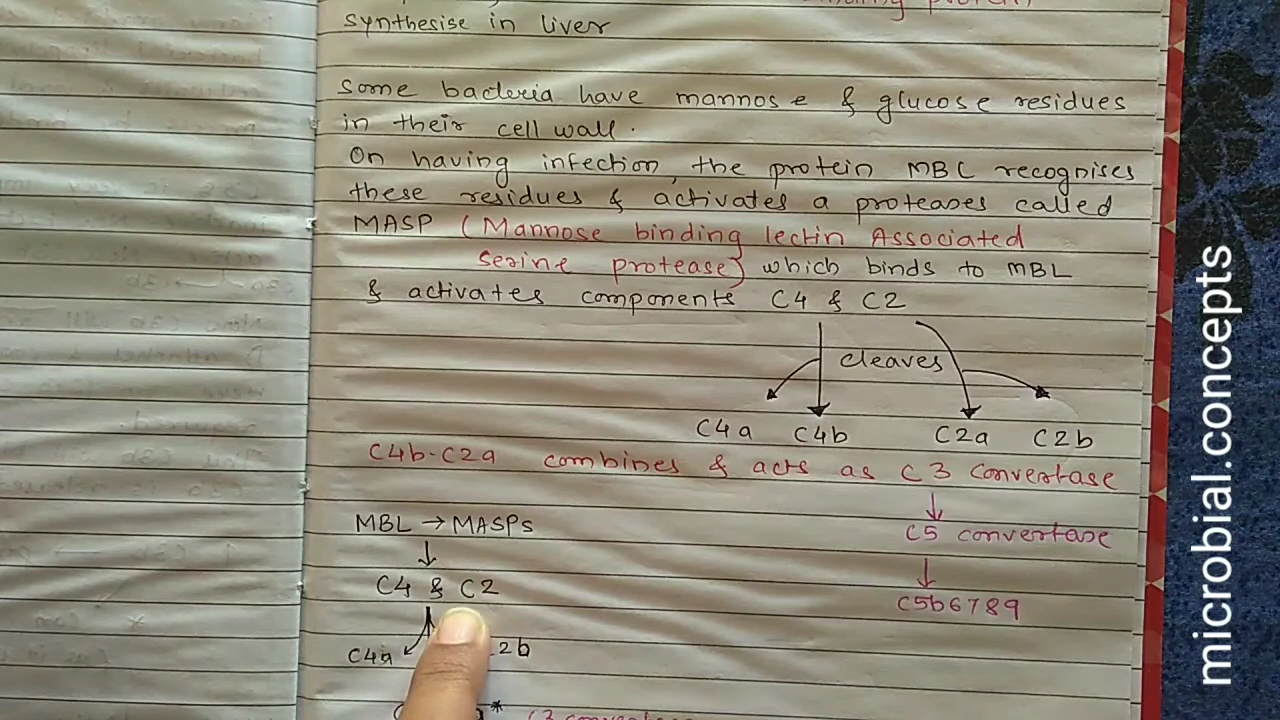 protein
synthesise in liver
some bacteria have mannose & glucose residues
in their cell wall.
On having infection, the protein MBL recognises
these residues & activates a proteases called
MASP (Mannose binding lectin Associated
serine protease) which binds to MBL
& activates components C4 & C2
cleaves
C4a C4b C2a C2b
C4b-C2a combines & acts as C3 convertase
↓
C5 convertase
↓
C5b6789
MBL → MASPs
↓
C4 & C2
C4a 2b
* C3
microbial.concepts